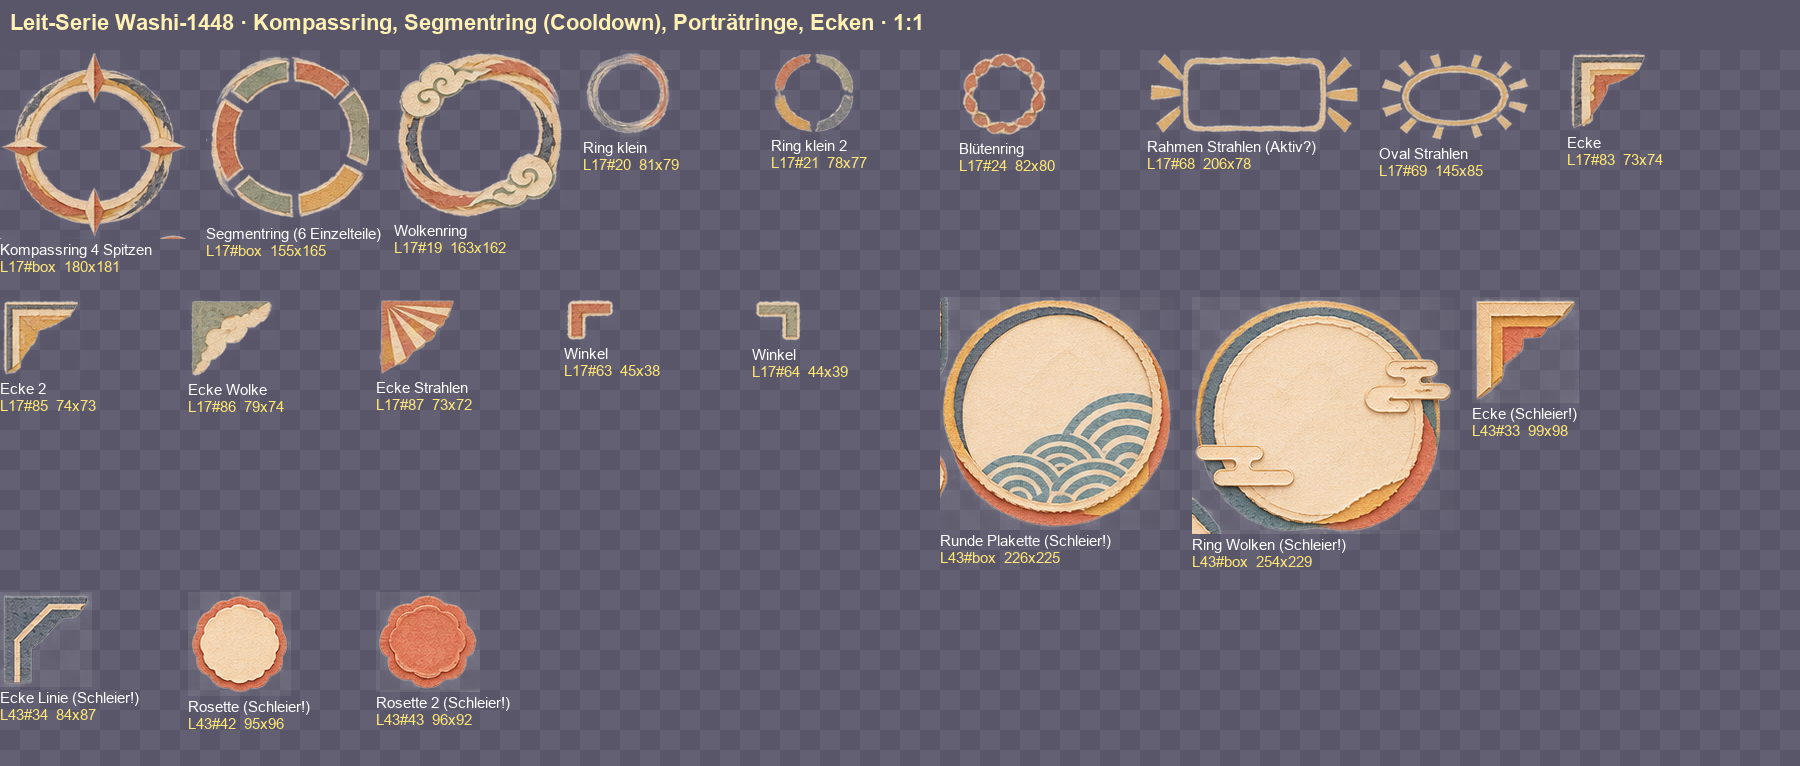 Leit-Serie Washi-1448 · Kompassring, Segmentring (Cooldown), Porträtringe, Ecken · 1:1
Kompassring 4 Spitzen
L17#box 180x181
Segmentring (6 Einzelteile)
L17#box 155x165
Wolkenring
L17#19 163x162
Ring klein
L17#20 81x79
Ring klein 2
L17#21 78x77
Blütenring
L17#24 82x80
Rahmen Strahlen (Aktiv?)
L17#68 206x78
Oval Strahlen
L17#69 145x85
Ecke
L17#83 73x74
Ecke 2
L17#85 74x73
Ecke Wolke
L17#86 79x74
Ecke Strahlen
L17#87 73x72
Winkel
L17#63 45x38
Winkel
L17#64 44x39
Runde Plakette (Schleier!)
L43#box 226x225
Ring Wolken (Schleier!)
L43#box 254x229
Ecke (Schleier!)
L43#33 99x98
Ecke Linie (Schleier!)
L43#34 84x87
Rosette (Schleier!)
L43#42 95x96
Rosette 2 (Schleier!)
L43#43 96x92